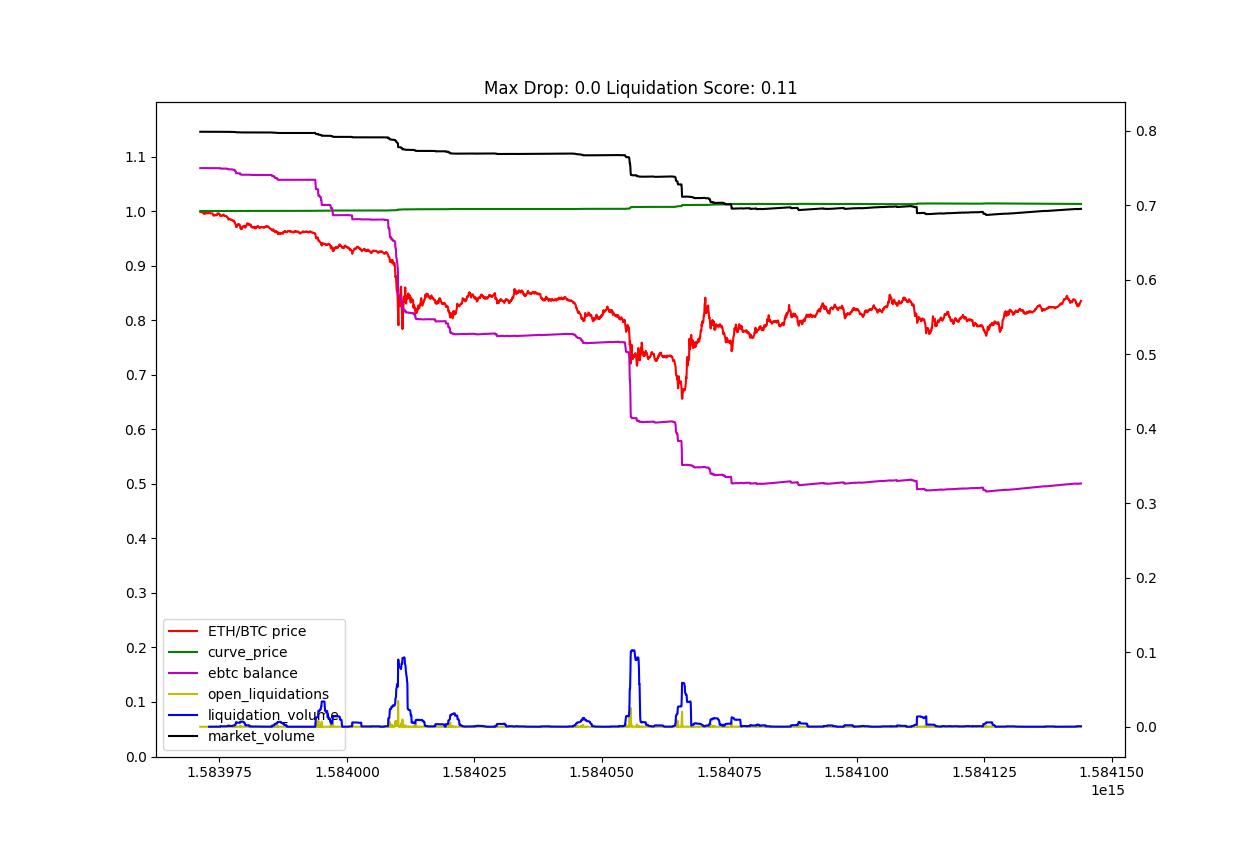 Max Drop: 0.0 Liquidation Score: 0.11
1.1
1.0
0.9
0.8
0.7
0.6
0.5
0.4
0.3
0.2
0.1
0.0
0.8
0.7
0.6
0.5
0.4
0.3
0.2
0.1
0.0
ETH/BTC price
curve_price
ebtc balance
open_liquidations
liquidation_volume
market_volume
1.583975 1.584000 1.584025 1.584050 1.584075 1.584100 1.584125 1.584150
1e15